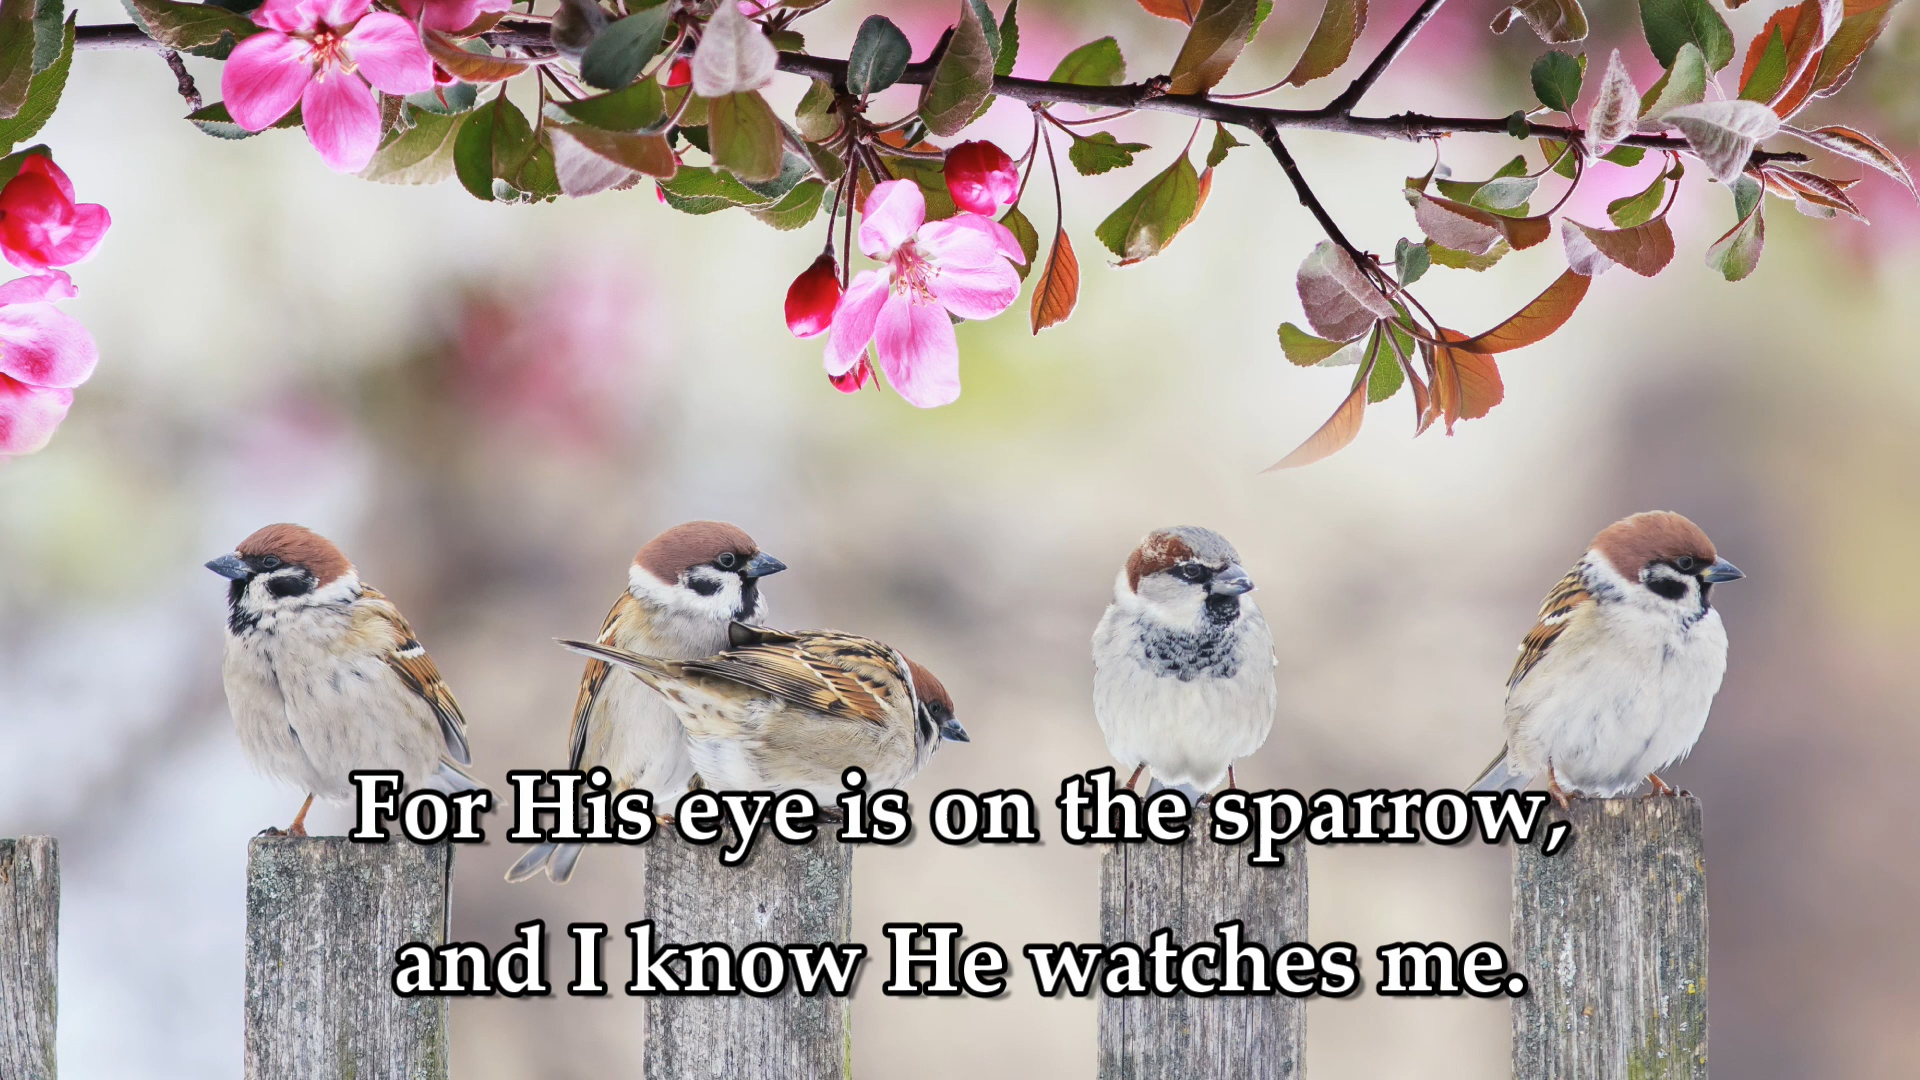 For His eye is on the sparrow,
and I know He watches me.